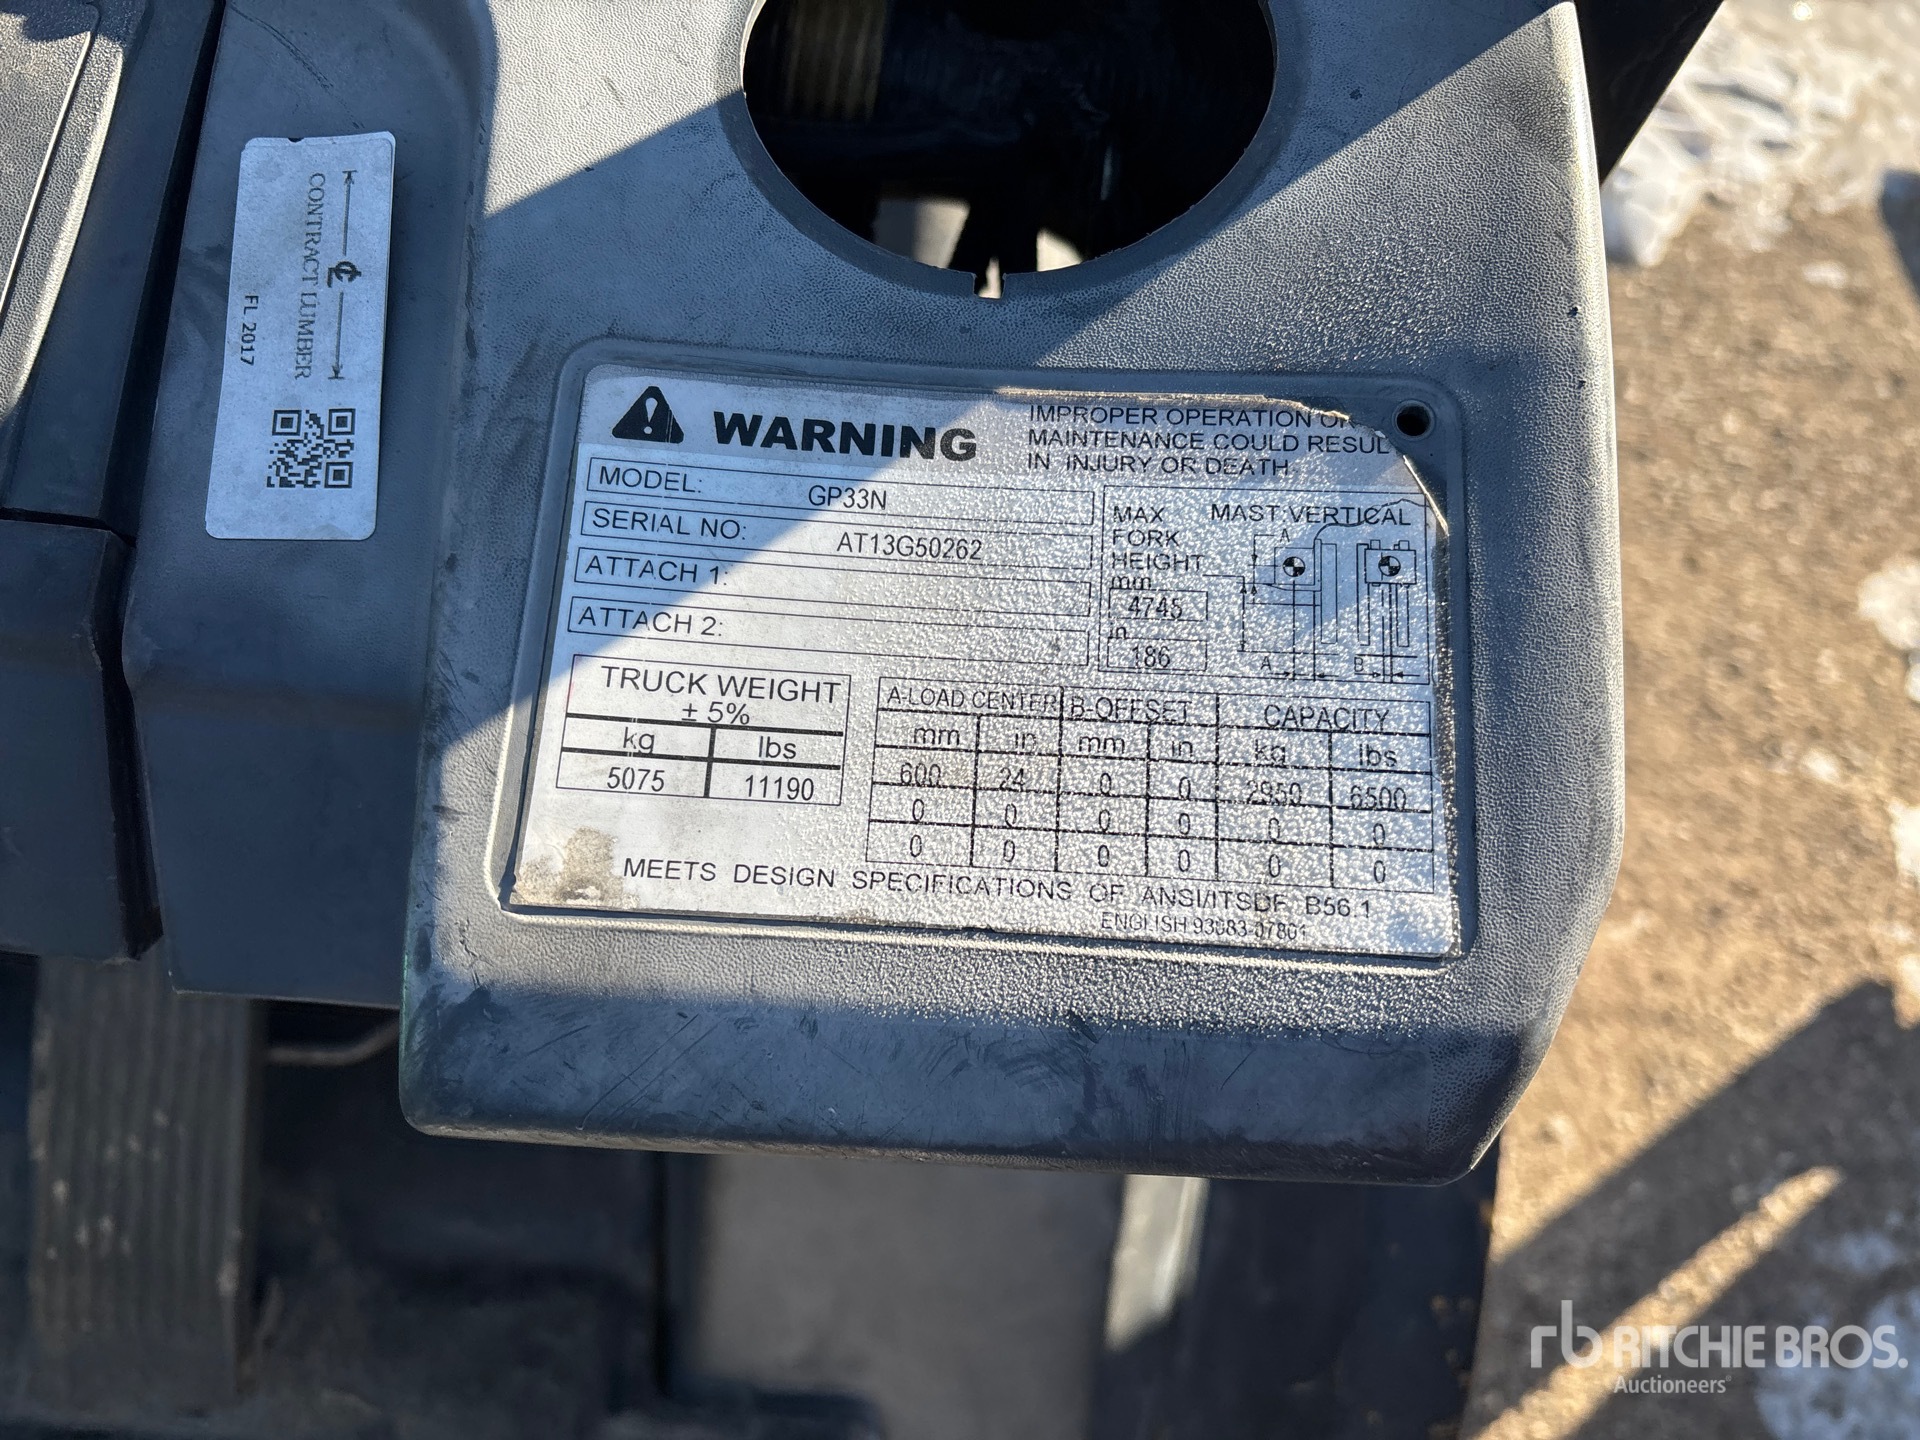 CONTRACT LUMBER
FL 2017
WARNING
IMPROPER OPERATION OR
MAINTENANCE COULD RESUL
IN INJURY OR DEATH
MODEL: GP33N
SERIAL NO: AT13G50262
ATTACH 1:
ATTACH 2:
MAX
FORK
HEIGHT
mm
4745
in
186
MAST VERTICAL
A
A B
TRUCK WEIGHT
± 5%
kg lbs
5075 11190
A-LOAD CENTER B-OFFSET CAPACITY
mm in mm in kg lbs
600 24 0 0 2950 6500
0 0 0 0 0 0
0 0 0 0 0 0
MEETS DESIGN SPECIFICATIONS OF ANSI/ITSDF B56.1
ENGLISH 93883-07801
rb RITCHIE BROS.
Auctioneers